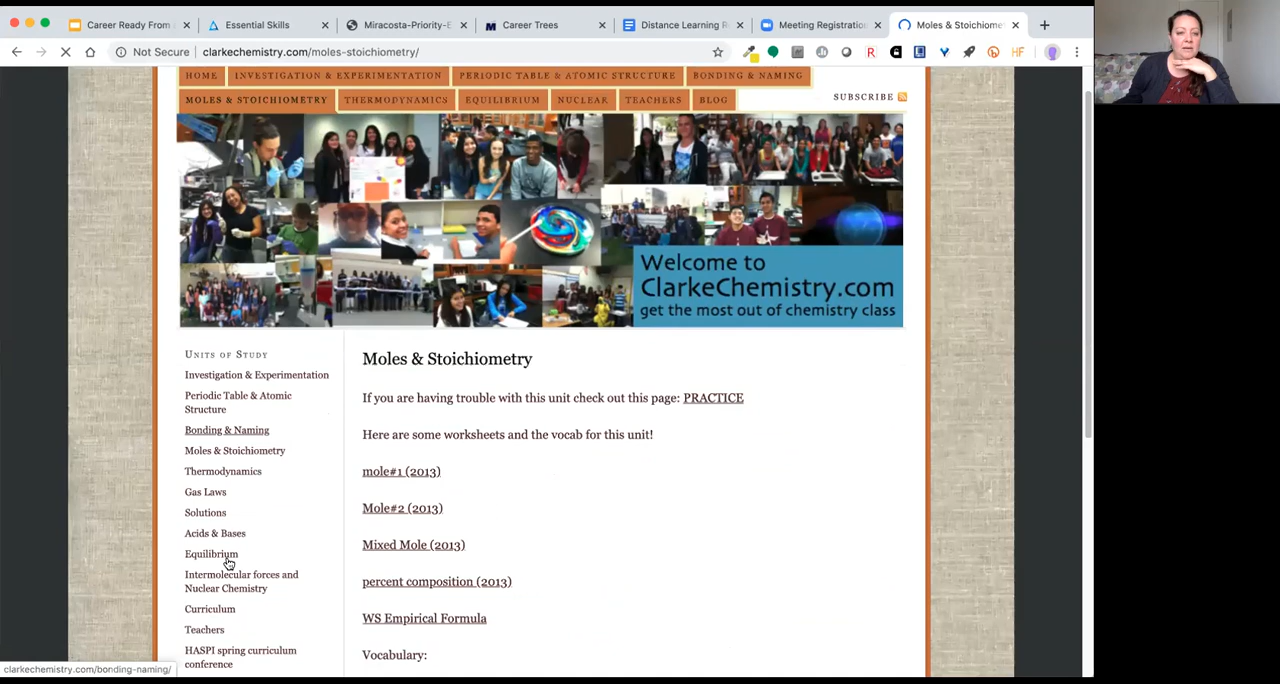 Career Ready From
Essential Skills
Miracosta-Priority-E
Career Trees
Distance Learning R
Meeting Registration
Moles & Stoichiome
Not Secure
clarkechemistry.com/moles-stoichiometry/
HOME
INVESTIGATION & EXPERIMENTATION
PERIODIC TABLE & ATOMIC STRUCTURE
BONDING & NAMING
MOLES & STOICHIOMETRY
THERMODYNAMICS
EQUILIBRIUM
NUCLEAR
TEACHERS
BLOG
SUBSCRIBE
Welcome to
ClarkeChemistry.com
get the most out of chemistry class
UNITS OF STUDY
Investigation & Experimentation
Periodic Table & Atomic
Structure
Bonding & Naming
Moles & Stoichiometry
Thermodynamics
Gas Laws
Solutions
Acids & Bases
Equilibrium
Intermolecular forces and
Nuclear Chemistry
Curriculum
Teachers
HASPI spring curriculum
conference
Moles & Stoichiometry
If you are having trouble with this unit check out this page: PRACTICE
Here are some worksheets and the vocab for this unit!
mole#1 (2013)
Mole#2 (2013)
Mixed Mole (2013)
percent composition (2013)
WS Empirical Formula
Vocabulary:
clarkechemistry.com/bonding-naming/